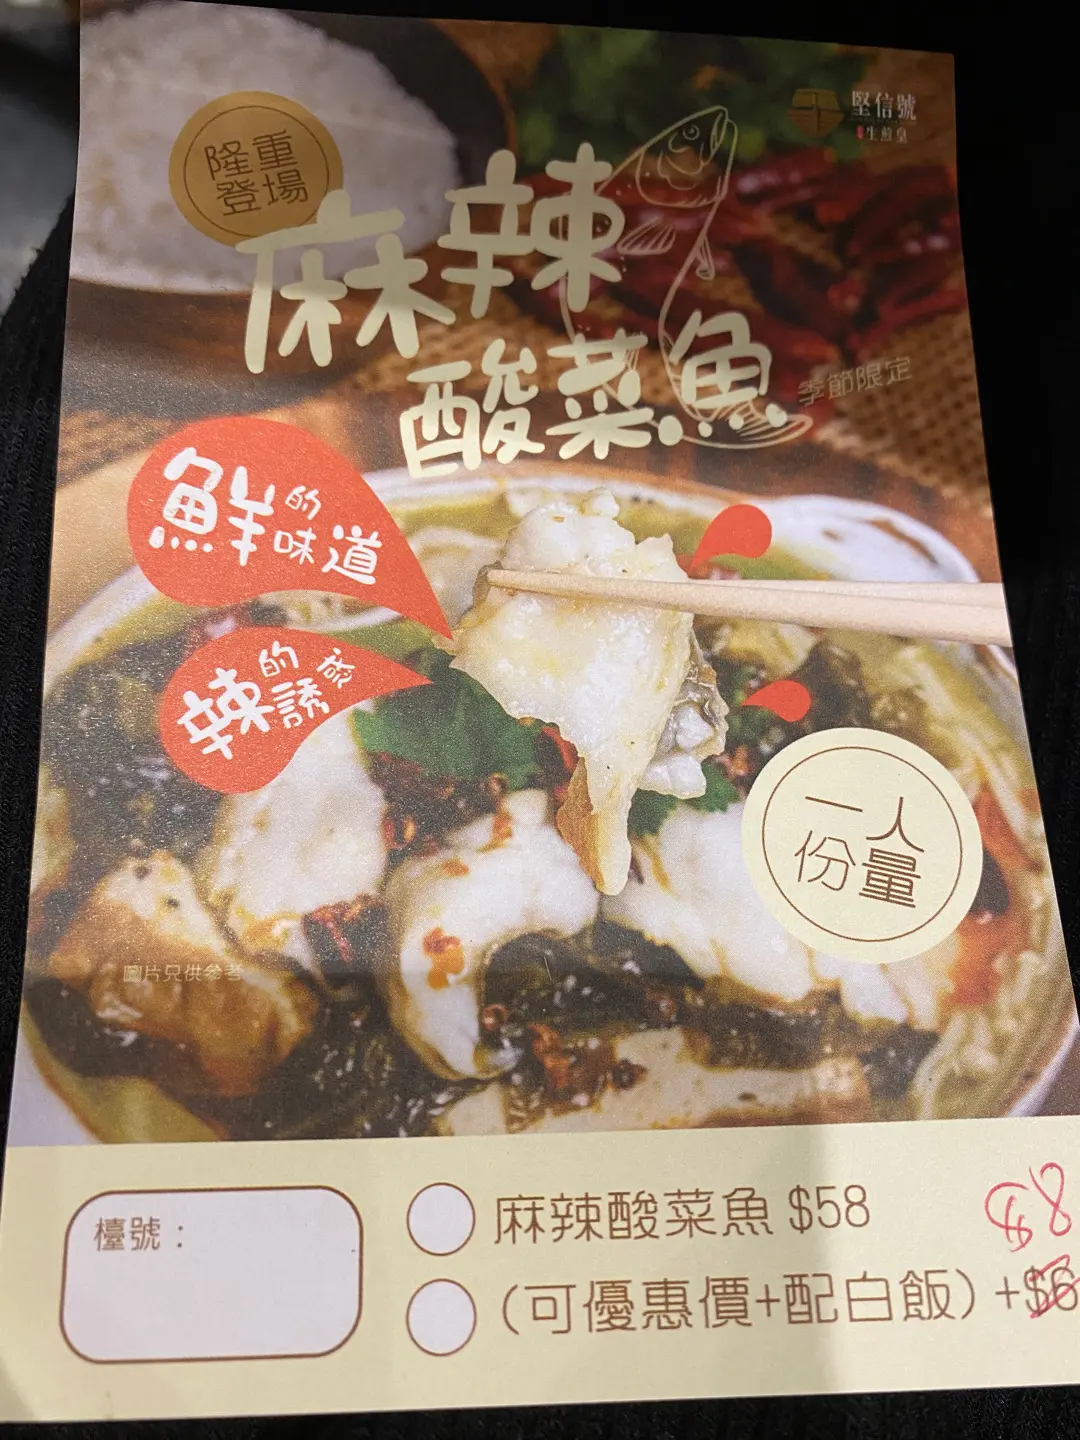 堅信號
生煎皇
隆重
登場
麻辣
酸菜魚
季節限定
鮮的味道
辣的誘惑
一人
份量
圖片只供參考
檯號：
麻辣酸菜魚 $58
(可優惠價+配白飯) +$6
$8